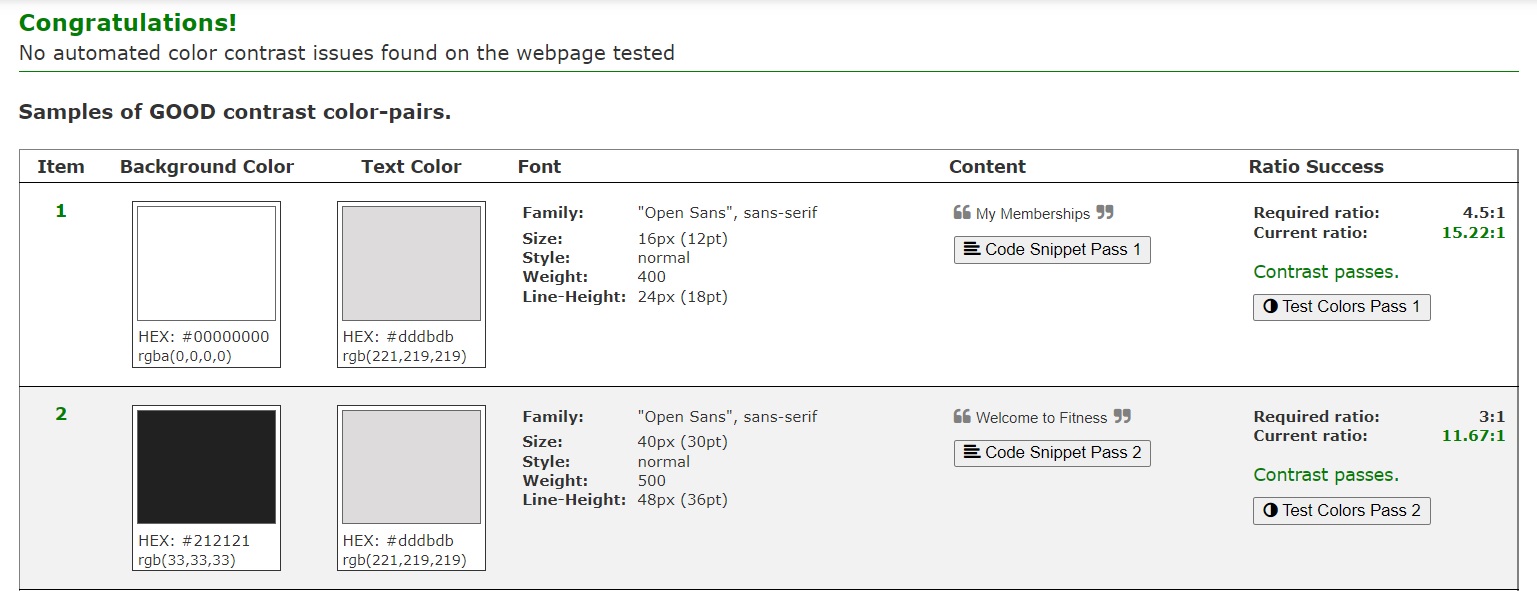 Congratulations!
No automated color contrast issues found on the webpage tested
Samples of GOOD contrast color-pairs.
Item Background Color Text Color Font Content Ratio Success
1
HEX: #00000000
rgba(0,0,0,0)
HEX: #dddbdb
rgb(221,219,219)
Family: "Open Sans", sans-serif
Size: 16px (12pt)
Style: normal
Weight: 400
Line-Height: 24px (18pt)
❝ My Memberships ❞
Code Snippet Pass 1
Required ratio: 4.5:1
Current ratio: 15.22:1
Contrast passes.
Test Colors Pass 1
2
HEX: #212121
rgb(33,33,33)
HEX: #dddbdb
rgb(221,219,219)
Family: "Open Sans", sans-serif
Size: 40px (30pt)
Style: normal
Weight: 500
Line-Height: 48px (36pt)
❝ Welcome to Fitness ❞
Code Snippet Pass 2
Required ratio: 3:1
Current ratio: 11.67:1
Contrast passes.
Test Colors Pass 2